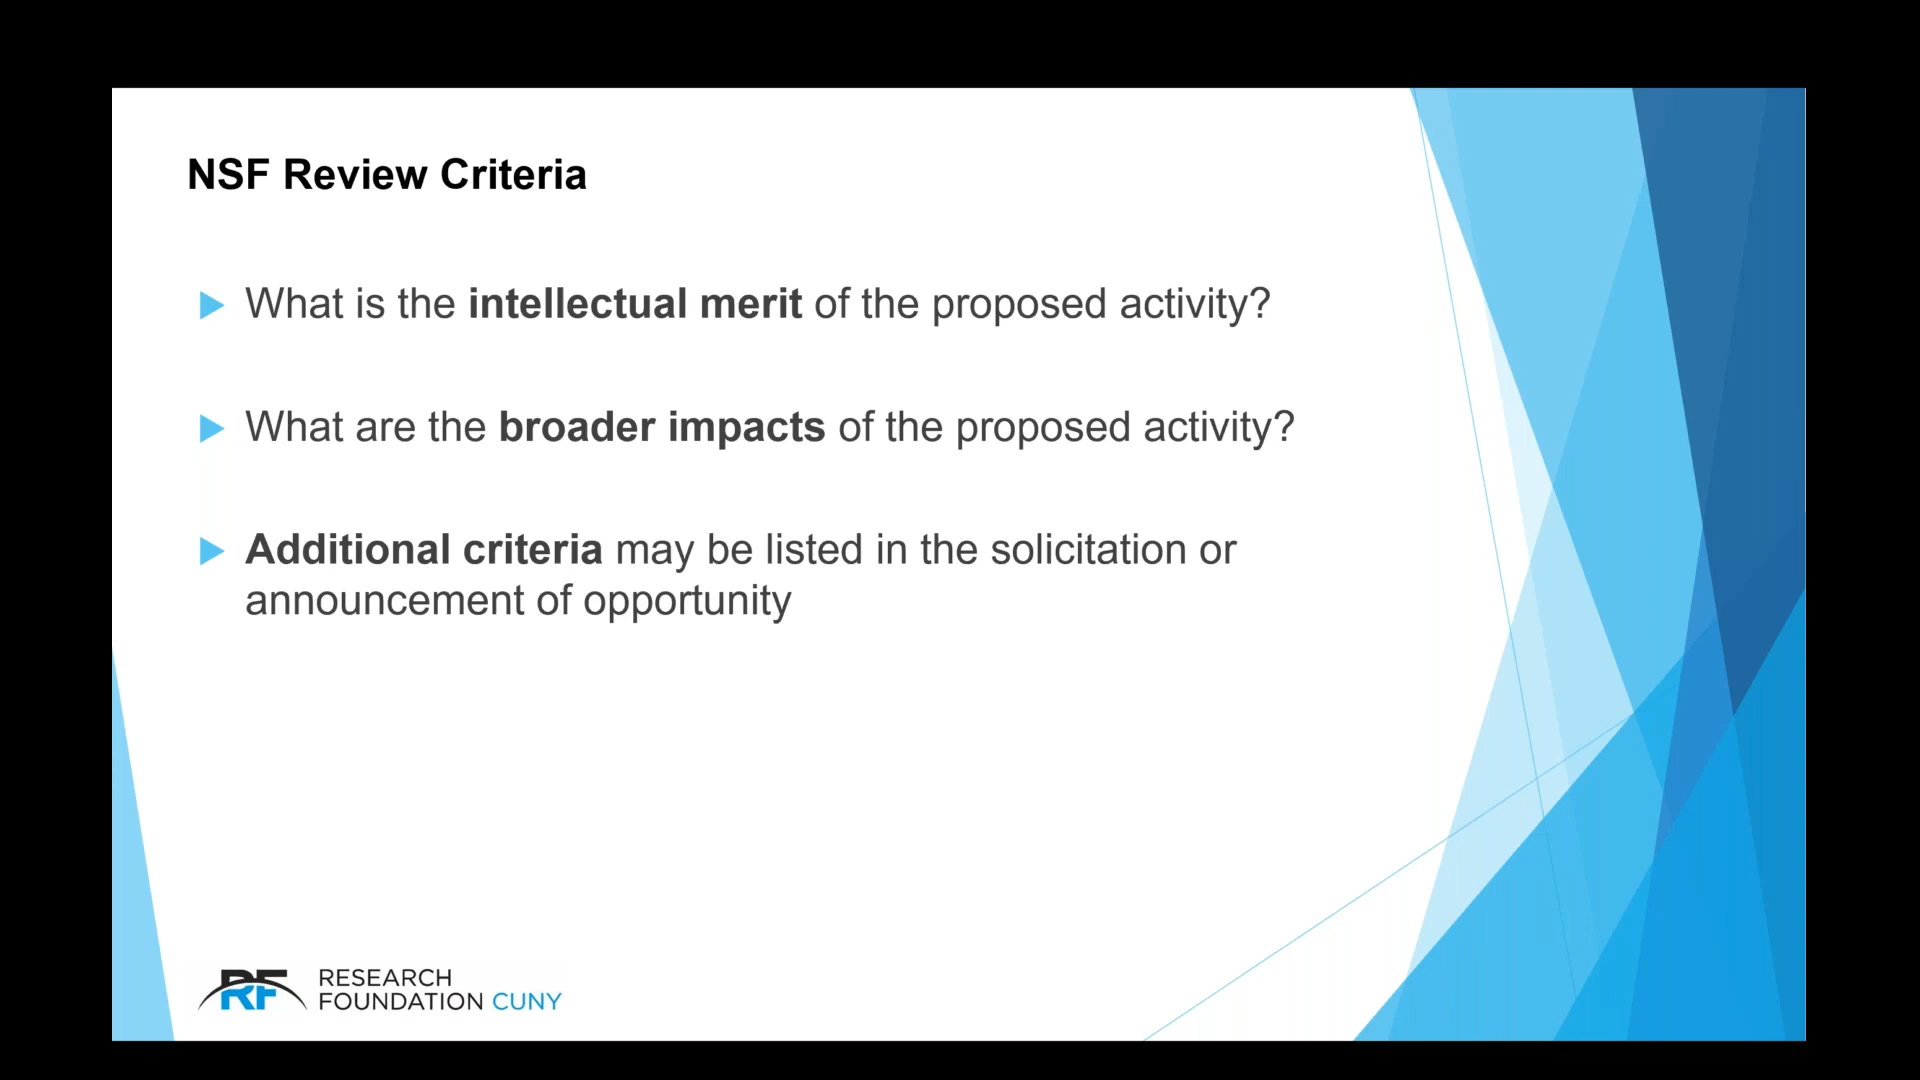 NSF Review Criteria
What is the intellectual merit of the proposed activity?
What are the broader impacts of the proposed activity?
Additional criteria may be listed in the solicitation or
announcement of opportunity
RF
RESEARCH
FOUNDATION CUNY